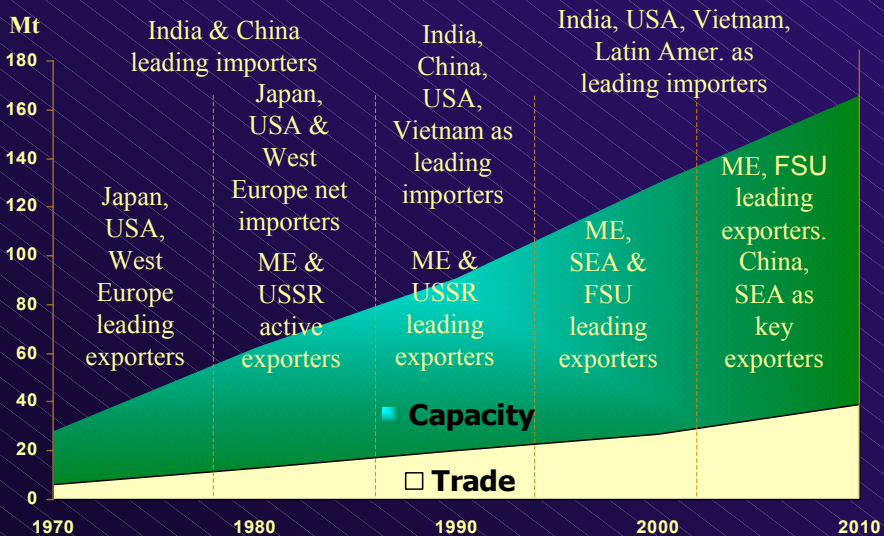 Mt
180
160
140
120
100
80
60
40
20
0
1970
1980
1990
2000
2010
India & China
leading importers
Japan,
USA,
West
Europe
leading
exporters
Japan,
USA &
West
Europe net
importers
ME &
USSR
active
exporters
India,
China,
USA,
Vietnam as
leading
importers
ME &
USSR
leading
exporters
India, USA, Vietnam,
Latin Amer. as
leading importers
ME,
SEA &
FSU
leading
exporters
ME, FSU
leading
exporters.
China,
SEA as
key
exporters
Capacity
Trade